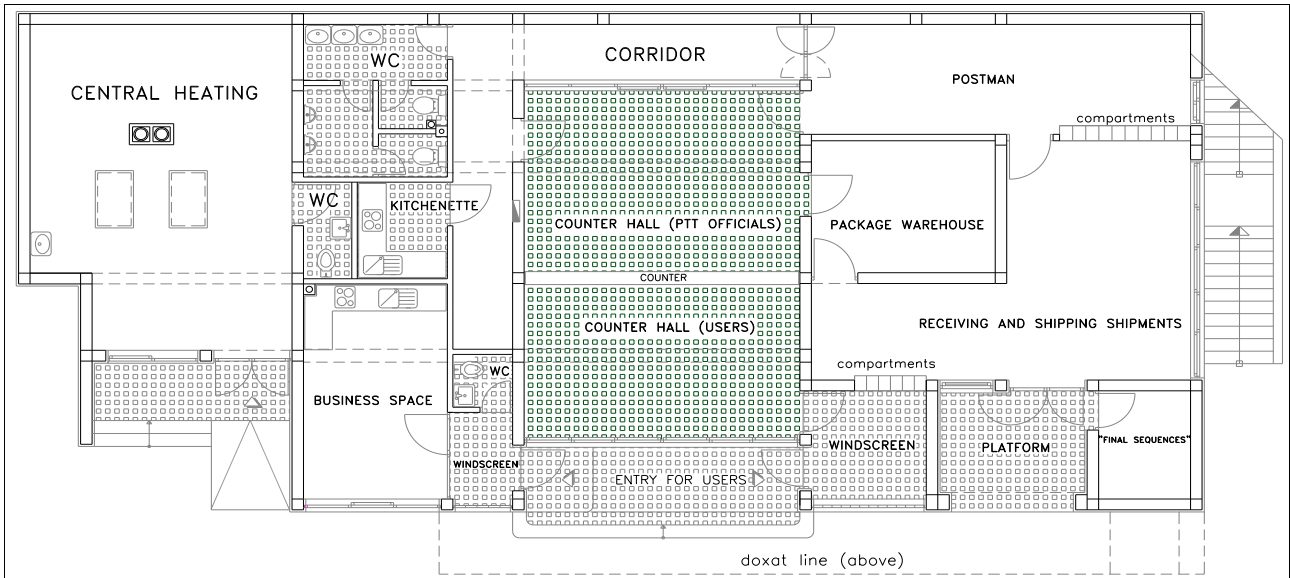 CORRIDOR
WC
POSTMAN
CENTRAL HEATING
compartments
WC
KITCHENETTE
COUNTER HALL (PTT OFFICIALS)
PACKAGE WAREHOUSE
COUNTER
COUNTER HALL (USERS)
RECEIVING AND SHIPPING SHIPMENTS
compartments
WC
BUSINESS SPACE
"FINAL SEQUENCES"
WINDSCREEN
PLATFORM
WINDSCREEN
ENTRY FOR USERS
doxat line (above)